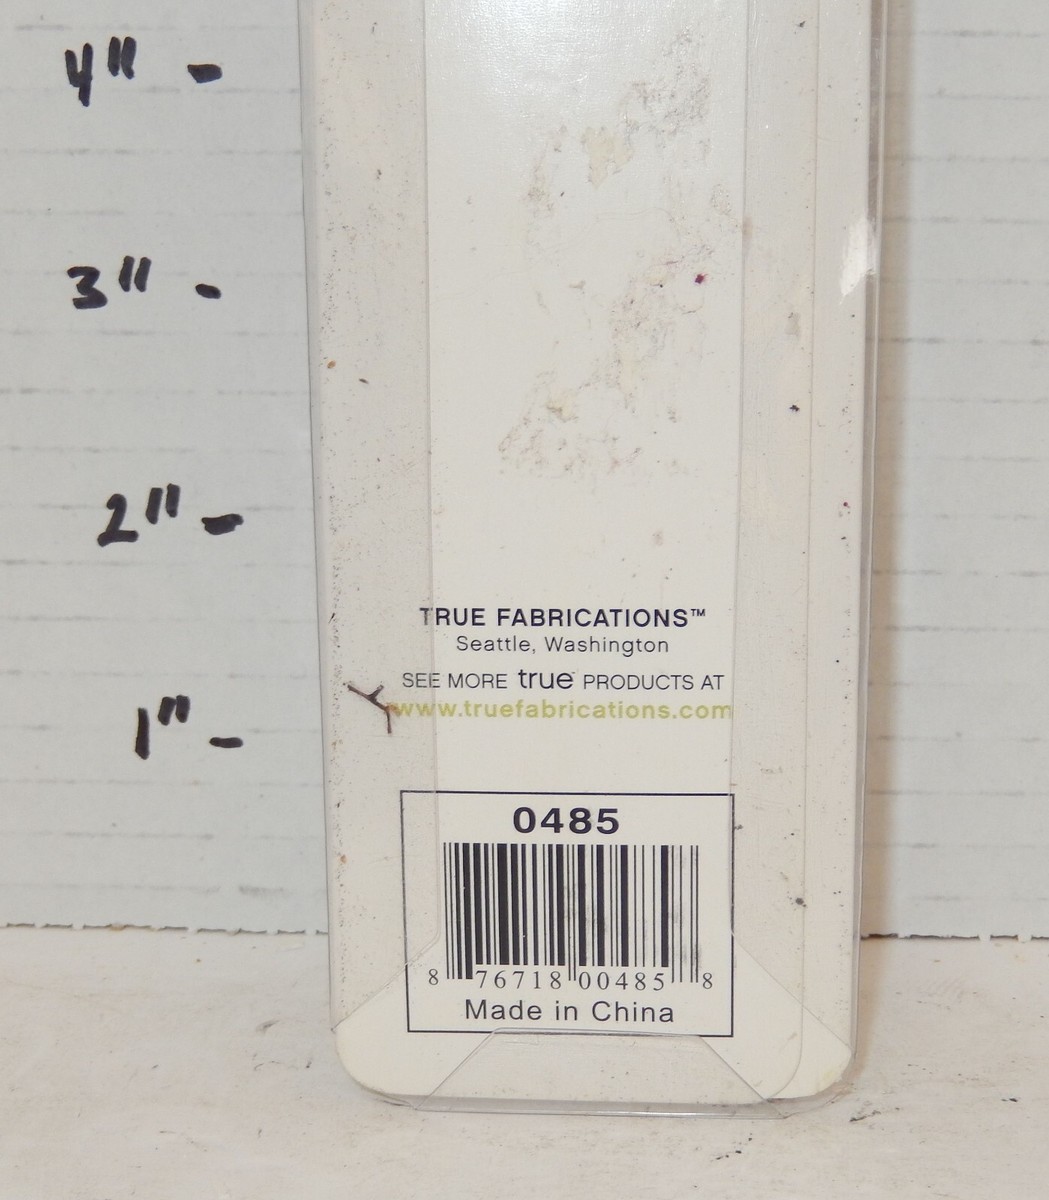 4" -
3" -
2" -
1" -
TRUE FABRICATIONS™
Seattle, Washington
SEE MORE true PRODUCTS AT
www.truefabrications.com
0485
8 76718 00485 8
Made in China